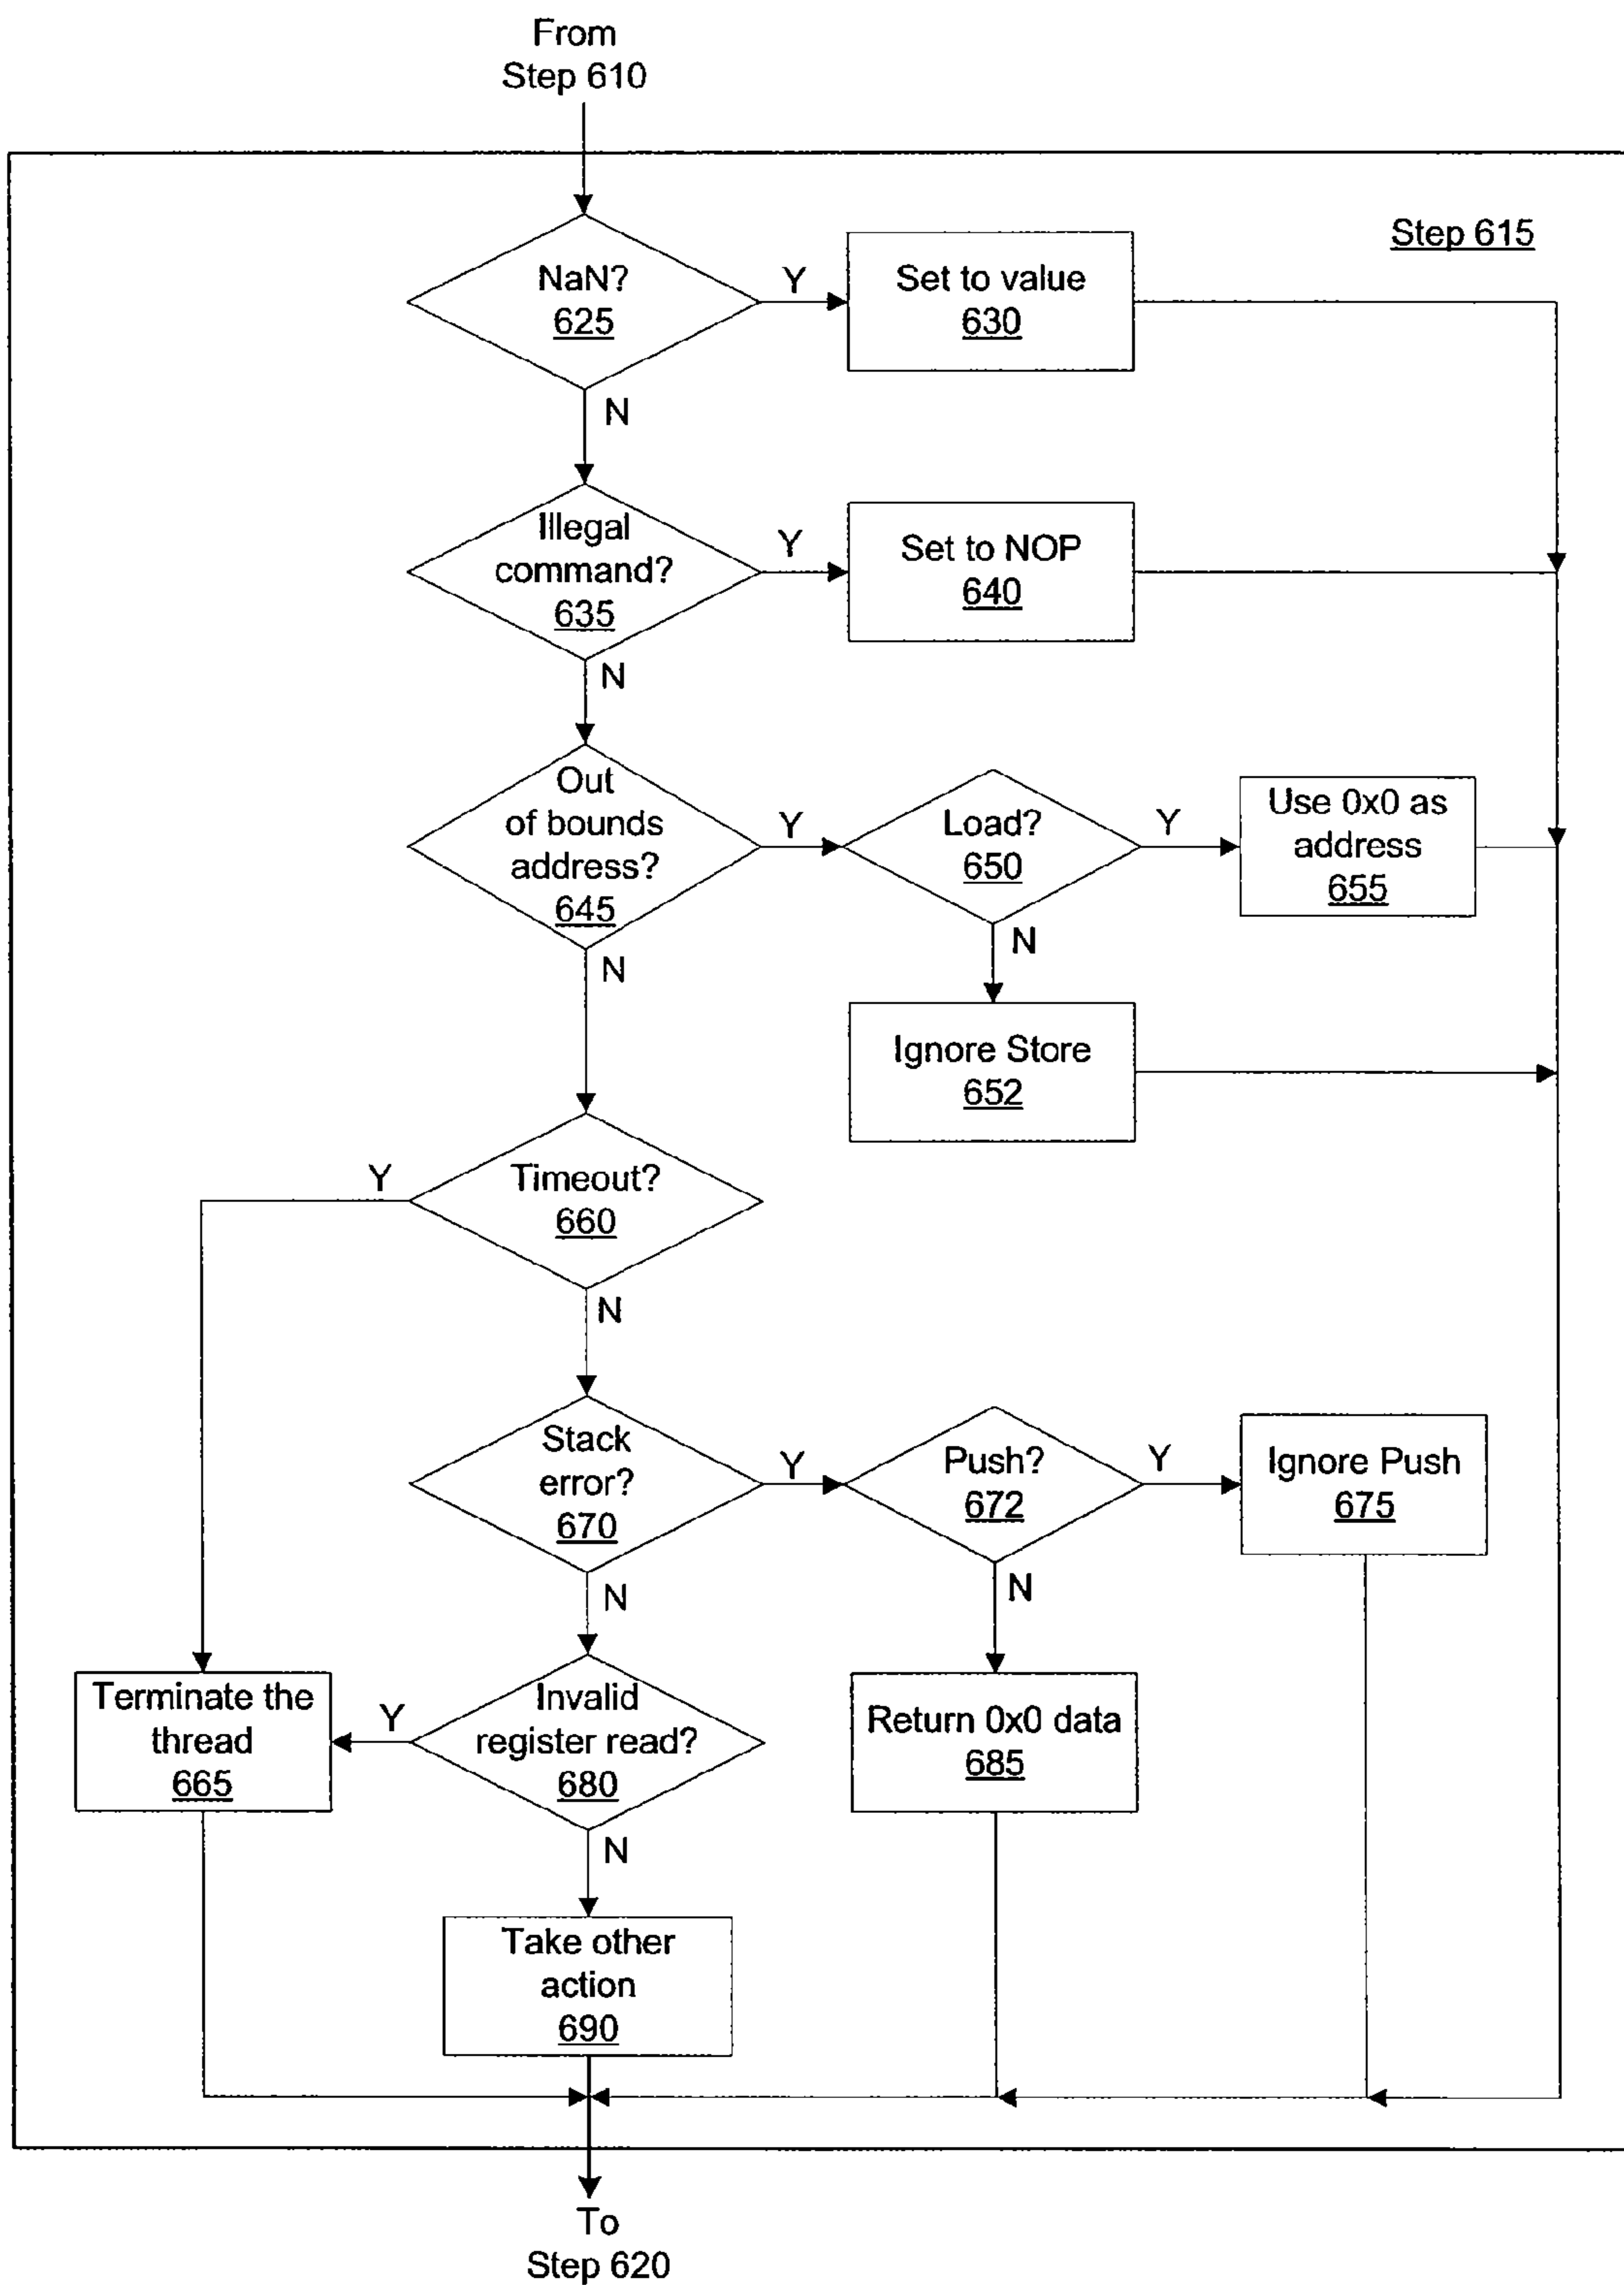 From
Step 610
Step 615
NaN?
625
Y
Set to value
630
N
Illegal
command?
635
Y
Set to NOP
640
N
Out
of bounds
address?
645
Y
Load?
650
Y
Use 0x0 as
address
655
N
N
Ignore Store
652
Y
Timeout?
660
N
Stack
error?
670
Y
Push?
672
Y
Ignore Push
675
N
N
Terminate the
thread
665
Y
Invalid
register read?
680
Return 0x0 data
685
N
Take other
action
690
To
Step 620